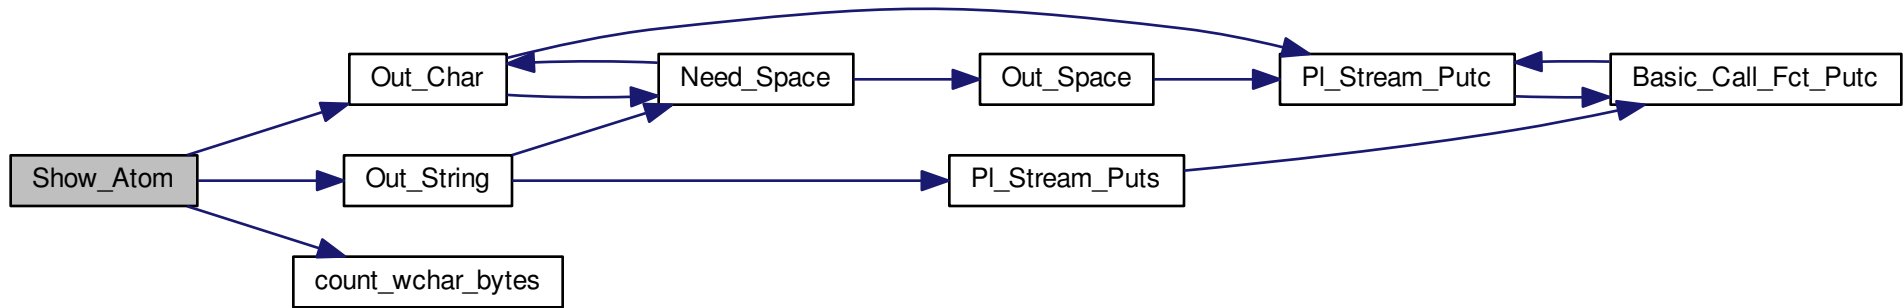 Out_Char
Need_Space
Out_Space
Pl_Stream_Putc
Basic_Call_Fct_Putc
Show_Atom
Out_String
Pl_Stream_Puts
count_wchar_bytes